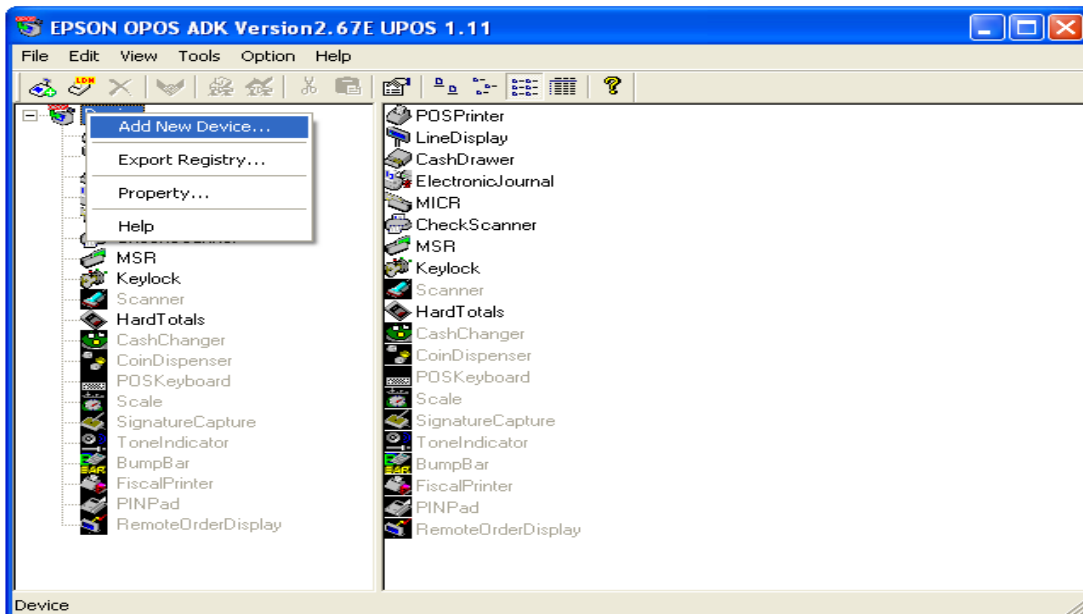 EPSON OPOS ADK Version2.67E UPOS 1.11
File Edit View Tools Option Help
Add New Device...
Export Registry...
Property...
Help
MSR
Keylock
Scanner
HardTotals
CashChanger
CoinDispenser
POSKeyboard
Scale
SignatureCapture
ToneIndicator
BumpBar
FiscalPrinter
PINPad
RemoteOrderDisplay
POSPrinter
LineDisplay
CashDrawer
ElectronicJournal
MICR
CheckScanner
MSR
Keylock
Scanner
HardTotals
CashChanger
CoinDispenser
POSKeyboard
Scale
SignatureCapture
ToneIndicator
BumpBar
FiscalPrinter
PINPad
RemoteOrderDisplay
Device